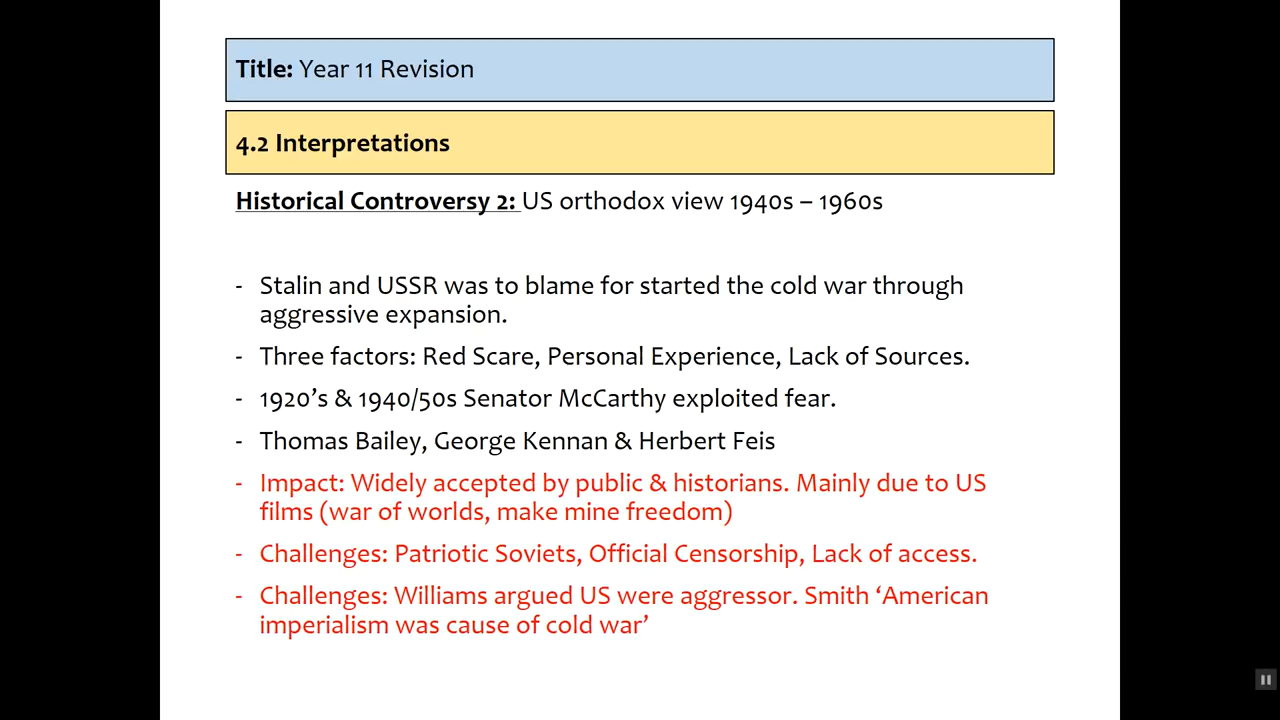 Title: Year 11 Revision
4.2 Interpretations
Historical Controversy 2: US orthodox view 1940s – 1960s
- Stalin and USSR was to blame for started the cold war through
aggressive expansion.
- Three factors: Red Scare, Personal Experience, Lack of Sources.
- 1920’s & 1940/50s Senator McCarthy exploited fear.
- Thomas Bailey, George Kennan & Herbert Feis
- Impact: Widely accepted by public & historians. Mainly due to US
films (war of worlds, make mine freedom)
- Challenges: Patriotic Soviets, Official Censorship, Lack of access.
- Challenges: Williams argued US were aggressor. Smith ‘American
imperialism was cause of cold war’